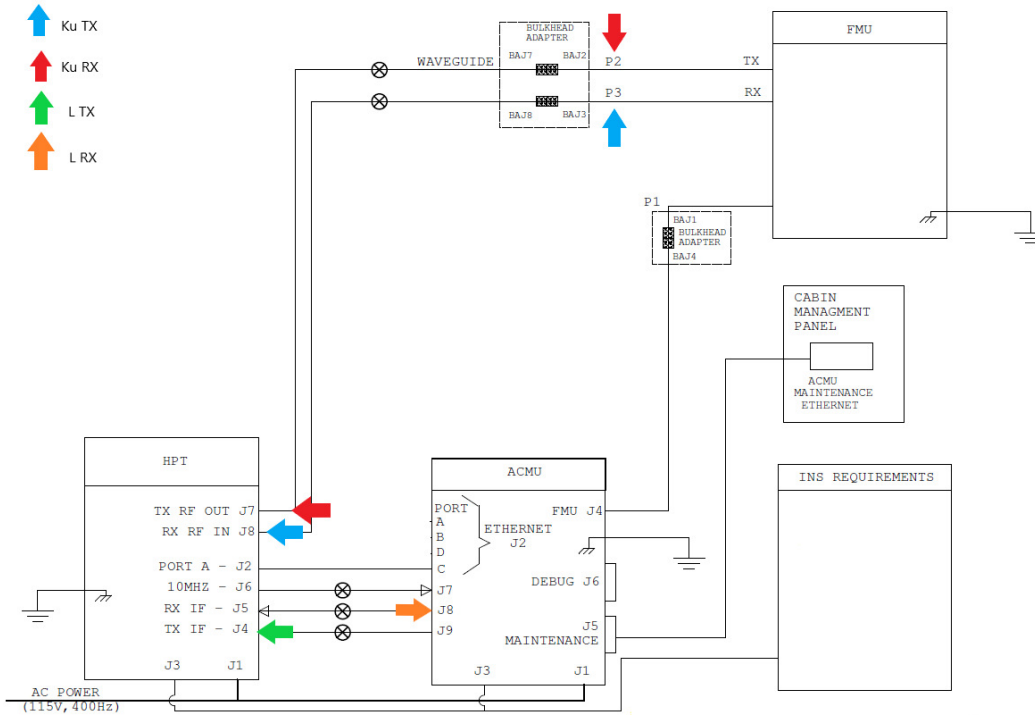 Ku TX
Ku RX
L TX
L RX
BULKHEAD
ADAPTER
BAJ7 BAJ2
WAVEGUIDE
P2
P3
BAJ8 BAJ3
FMU
TX
RX
P1
BAJ1
BULKHEAD
ADAPTER
BAJ4
CABIN
MANAGMENT
PANEL
ACMU
MAINTENANCE
ETHERNET
HPT
TX RF OUT J7
RX RF IN J8
PORT A - J2
10MHZ - J6
RX IF - J5
TX IF - J4
J3 J1
ACMU
PORT
A
B
D
C
ETHERNET
J2
FMU J4
J7
J8
J9
DEBUG J6
J5
MAINTENANCE
J3 J1
INS REQUIREMENTS
AC POWER
(115V,400Hz)